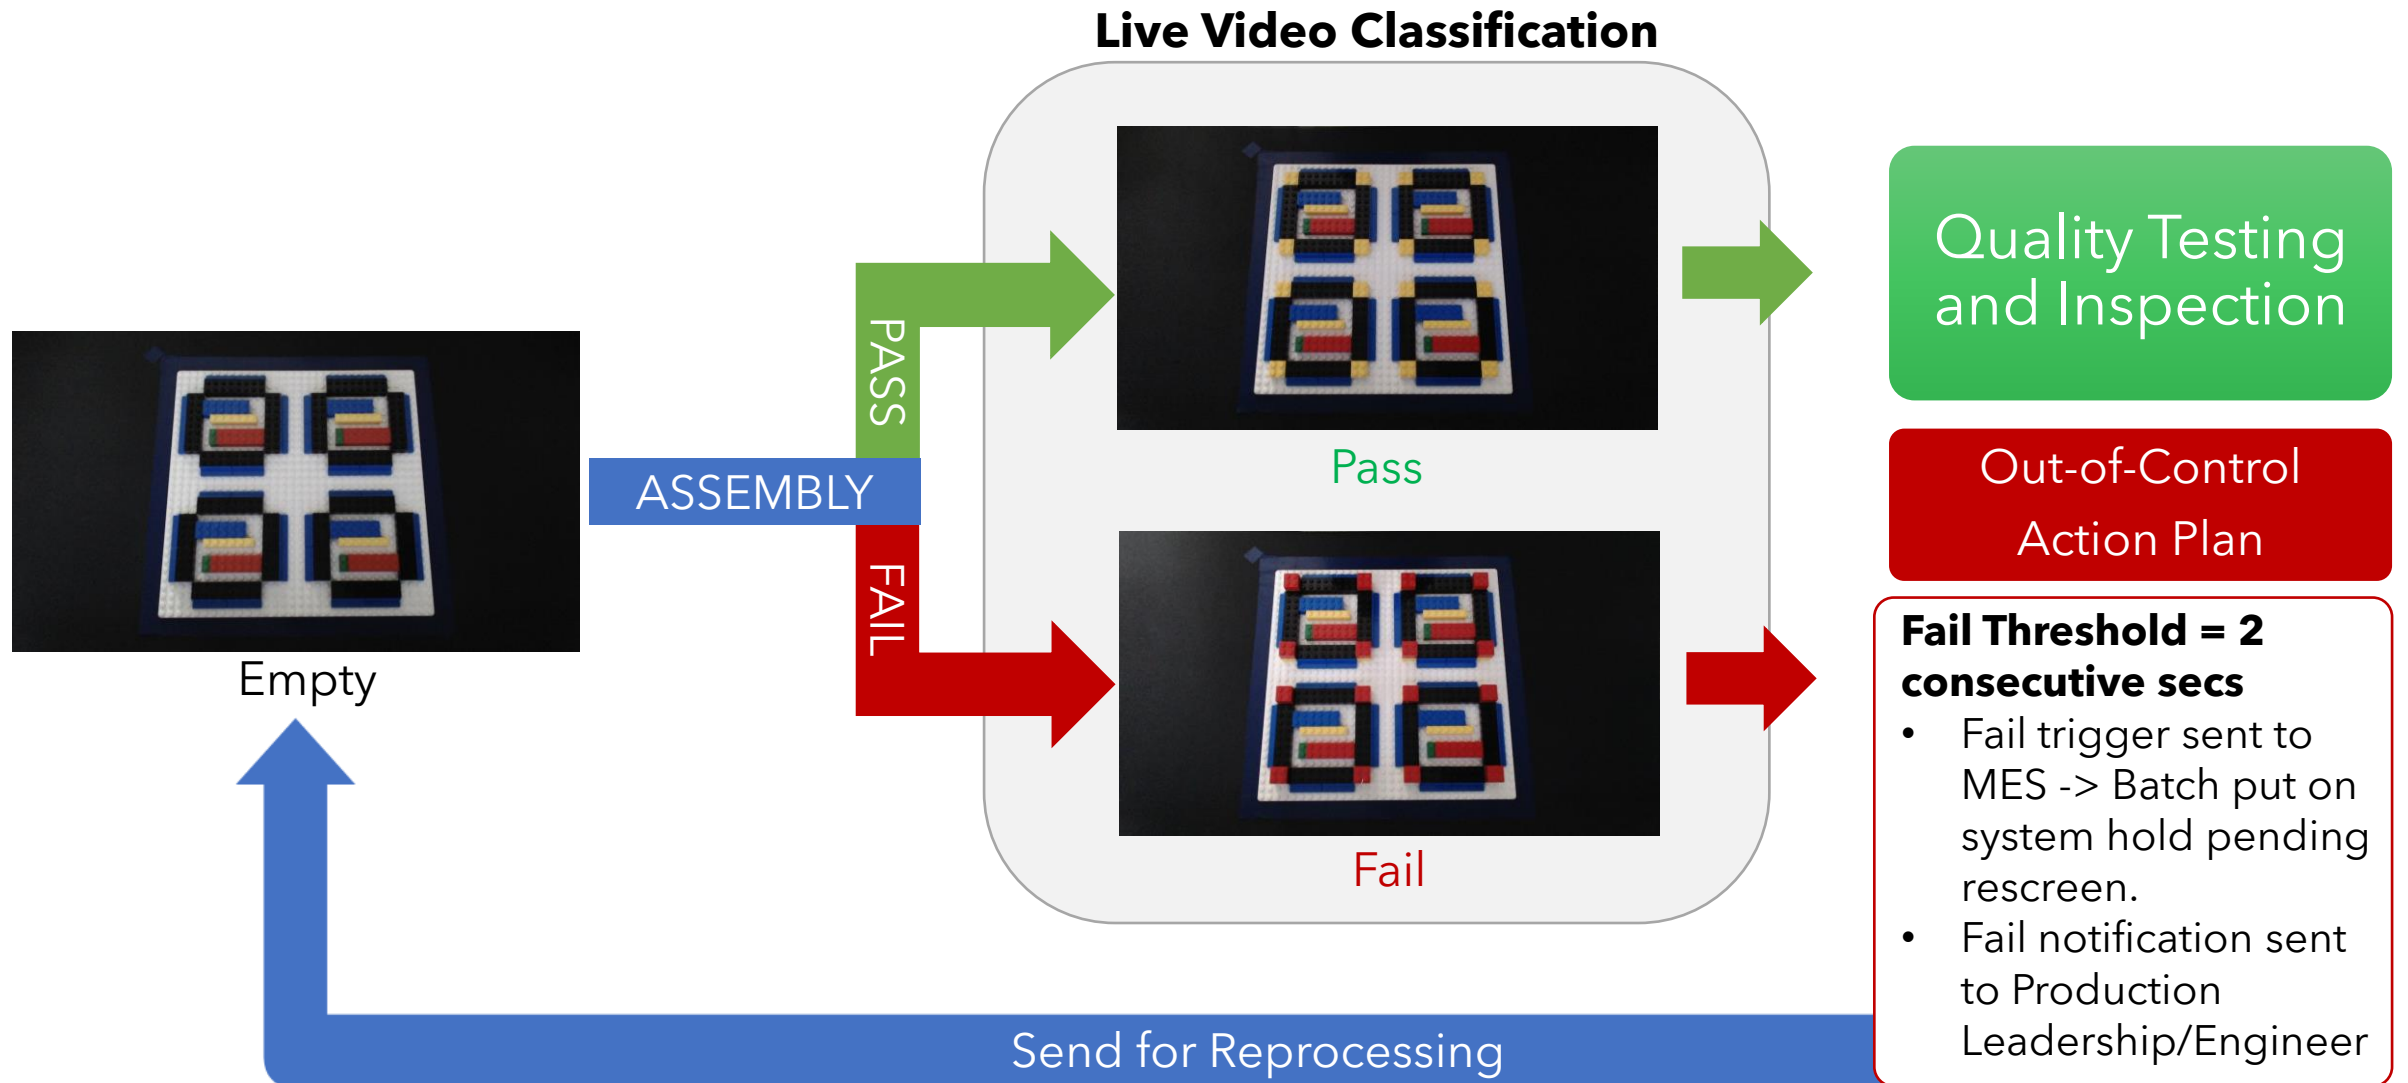 Live Video Classification
Empty
ASSEMBLY
PASS
FAIL
Pass
Fail
Quality Testing
and Inspection
Out-of-Control
Action Plan
Fail Threshold = 2
consecutive secs
• Fail trigger sent to
MES -> Batch put on
system hold pending
rescreen.
• Fail notification sent
to Production
Leadership/Engineer
Send for Reprocessing